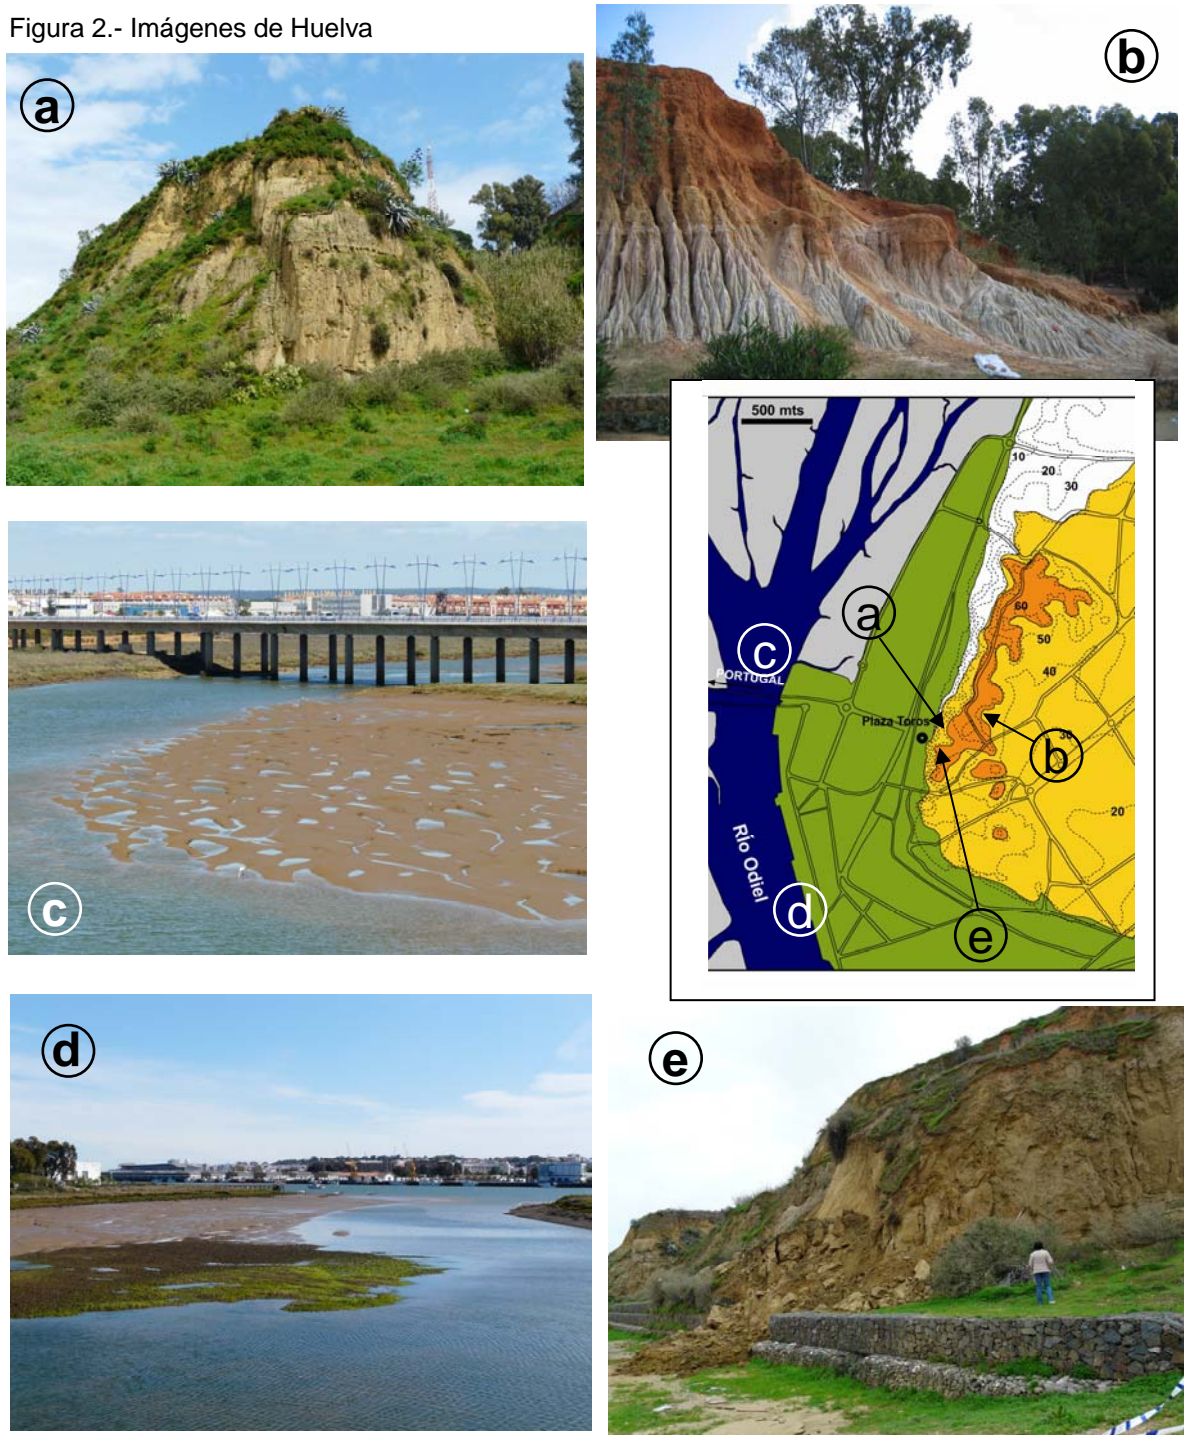 Figura 2.- Imágenes de Huelva
a
b
500 mts
10
20
30
60
50
40
30
20
a
c
PORTUGAL
Plaza Toros
b
Río Odiel
d
e
c
d
e